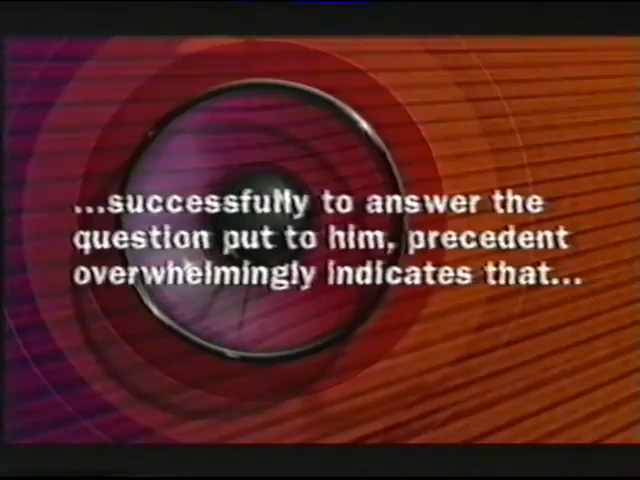 ...successfully to answer the
question put to him, precedent
overwhelmingly indicates that...